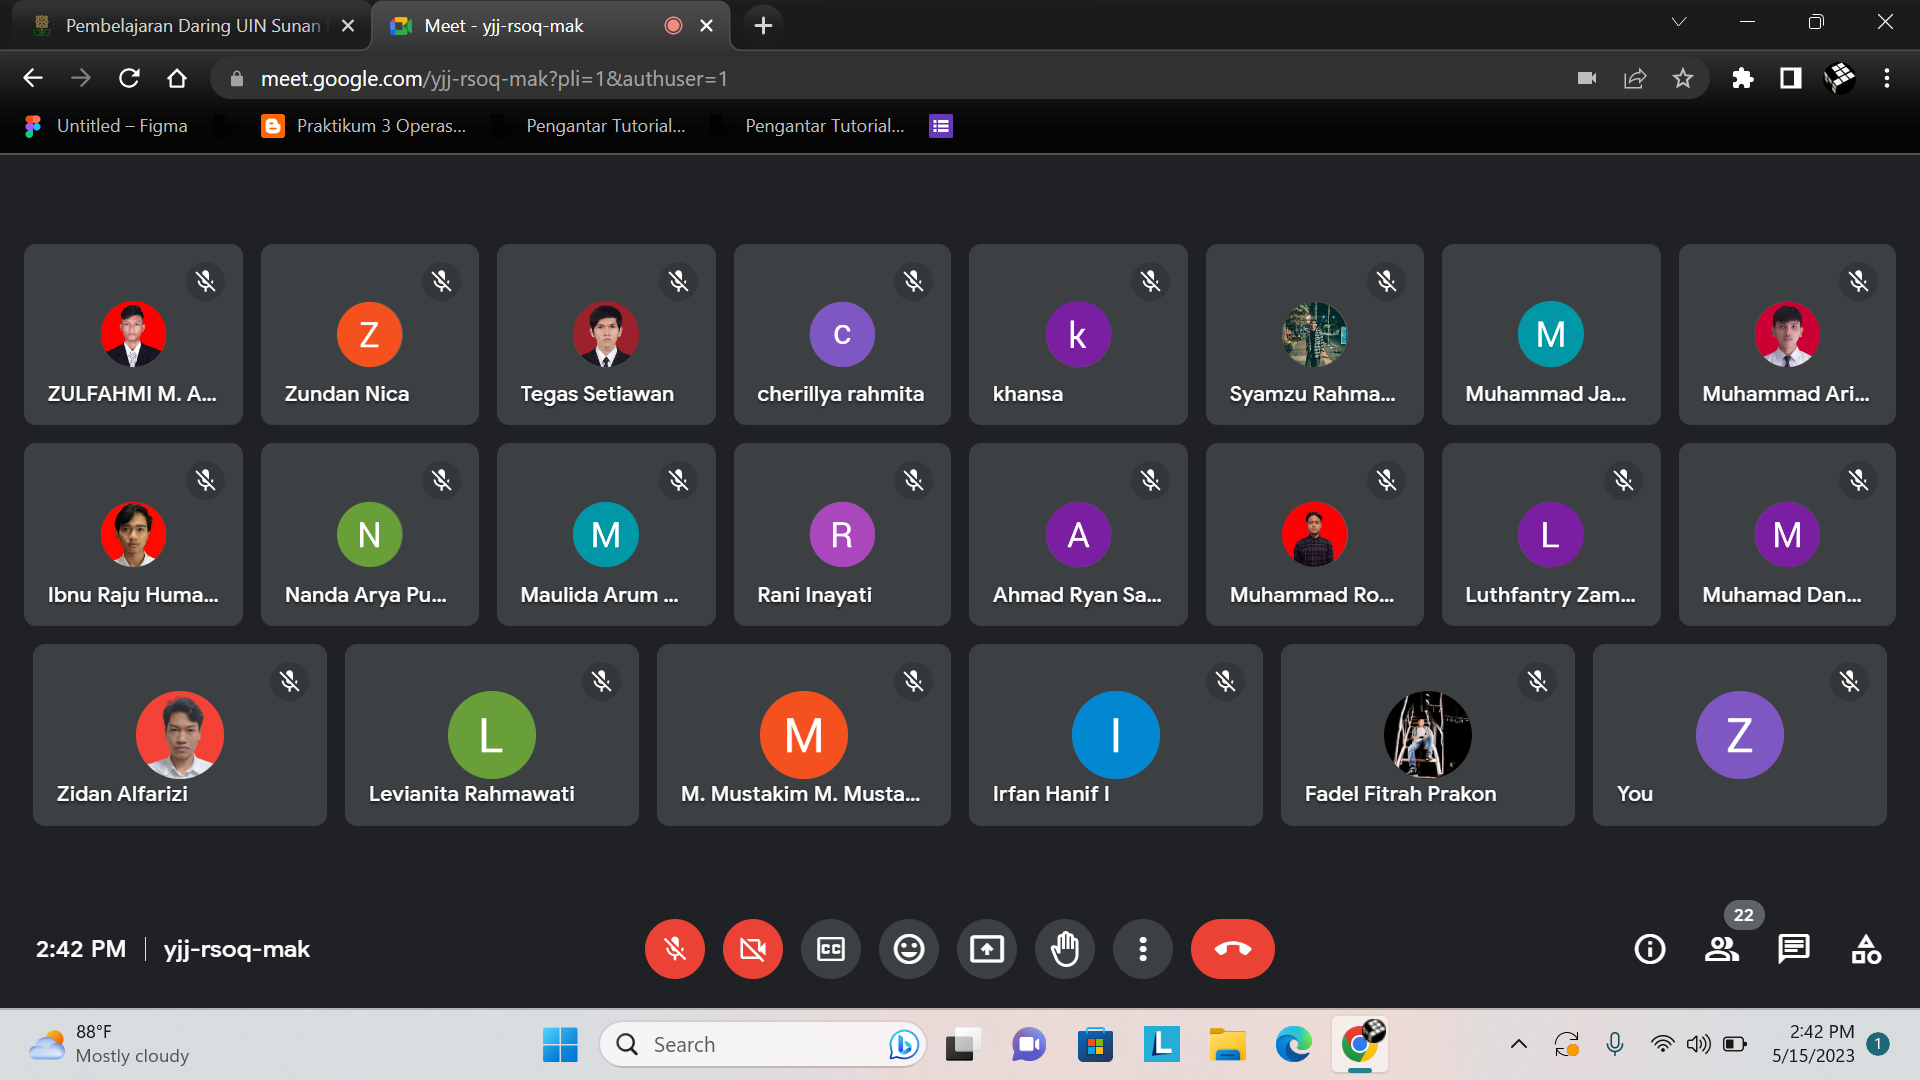 Pembelajaran Daring UIN Sunan
Meet - yjj-rsoq-mak
meet.google.com/yjj-rsoq-mak?pli=1&authuser=1
Untitled – Figma
Praktikum 3 Operas...
Pengantar Tutorial...
Pengantar Tutorial...
ZULFAHMI M. A...
Z
Zundan Nica
Tegas Setiawan
c
cherillya rahmita
k
khansa
Syamzu Rahma...
M
Muhammad Ja...
Muhammad Ari...
Ibnu Raju Huma...
N
Nanda Arya Pu...
M
Maulida Arum ...
R
Rani Inayati
A
Ahmad Ryan Sa...
Muhammad Ro...
L
Luthfantry Zam...
M
Muhamad Dan...
Zidan Alfarizi
L
Levianita Rahmawati
M
M. Mustakim M. Musta...
I
Irfan Hanif I
Fadel Fitrah Prakon
Z
You
2:42 PM | yjj-rsoq-mak
CC
22
88°F
Mostly cloudy
Search
L
2:42 PM
5/15/2023
1